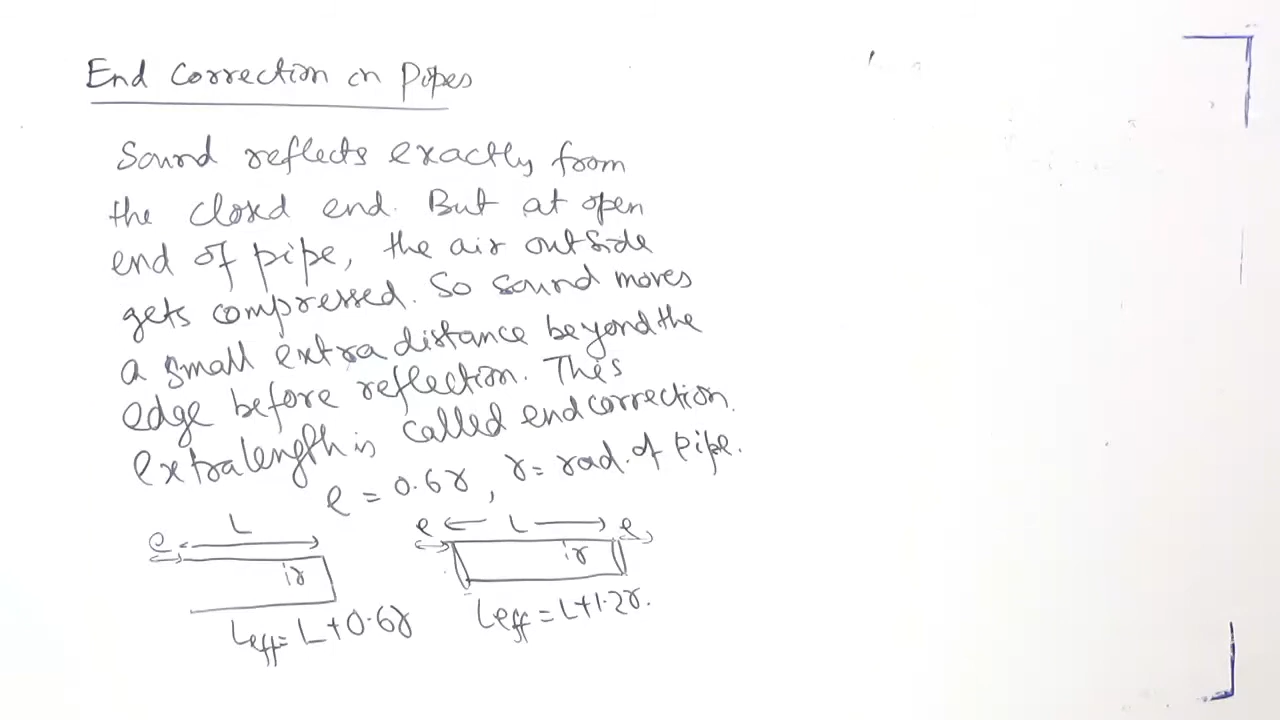 End Correction in Pipes
Sound reflects exactly from
the closed end. But at open
end of pipe, the air outside
gets compressed. So sound moves
a small extra distance beyond the
edge before reflection. This
extra length is called end correction.
e = 0.6r, r = rad. of pipe.
e L e L e
r r
Leff = L+0.6r Leff = L+1.2r.